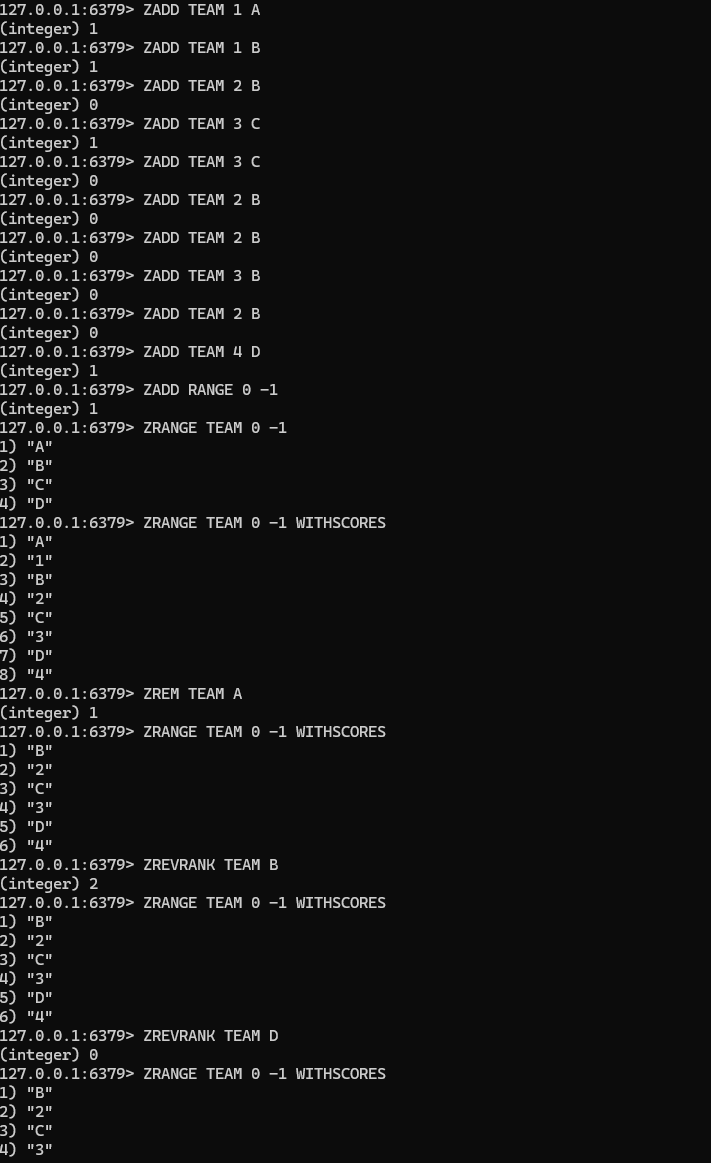 127.0.0.1:6379> ZADD TEAM 1 A
(integer) 1
127.0.0.1:6379> ZADD TEAM 1 B
(integer) 1
127.0.0.1:6379> ZADD TEAM 2 B
(integer) 0
127.0.0.1:6379> ZADD TEAM 3 C
(integer) 1
127.0.0.1:6379> ZADD TEAM 3 C
(integer) 0
127.0.0.1:6379> ZADD TEAM 2 B
(integer) 0
127.0.0.1:6379> ZADD TEAM 2 B
(integer) 0
127.0.0.1:6379> ZADD TEAM 3 B
(integer) 0
127.0.0.1:6379> ZADD TEAM 2 B
(integer) 0
127.0.0.1:6379> ZADD TEAM 4 D
(integer) 1
127.0.0.1:6379> ZADD RANGE 0 -1
(integer) 1
127.0.0.1:6379> ZRANGE TEAM 0 -1
1) "A"
2) "B"
3) "C"
4) "D"
127.0.0.1:6379> ZRANGE TEAM 0 -1 WITHSCORES
1) "A"
2) "1"
3) "B"
4) "2"
5) "C"
6) "3"
7) "D"
8) "4"
127.0.0.1:6379> ZREM TEAM A
(integer) 1
127.0.0.1:6379> ZRANGE TEAM 0 -1 WITHSCORES
1) "B"
2) "2"
3) "C"
4) "3"
5) "D"
6) "4"
127.0.0.1:6379> ZREVRANK TEAM B
(integer) 2
127.0.0.1:6379> ZRANGE TEAM 0 -1 WITHSCORES
1) "B"
2) "2"
3) "C"
4) "3"
5) "D"
6) "4"
127.0.0.1:6379> ZREVRANK TEAM D
(integer) 0
127.0.0.1:6379> ZRANGE TEAM 0 -1 WITHSCORES
1) "B"
2) "2"
3) "C"
4) "3"